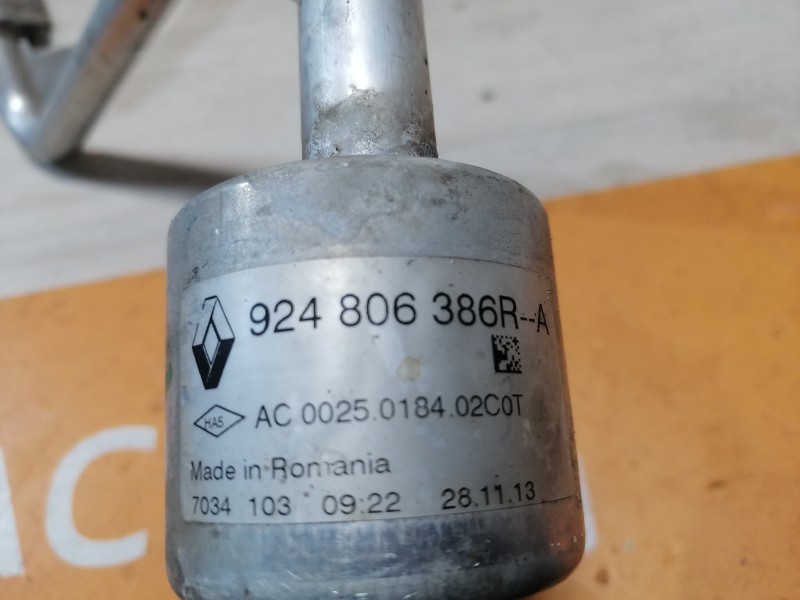 924 806 386R--A
HA5
AC 0025.0184.02C0T
Made in Romania
7034 103 09:22 28.11.13